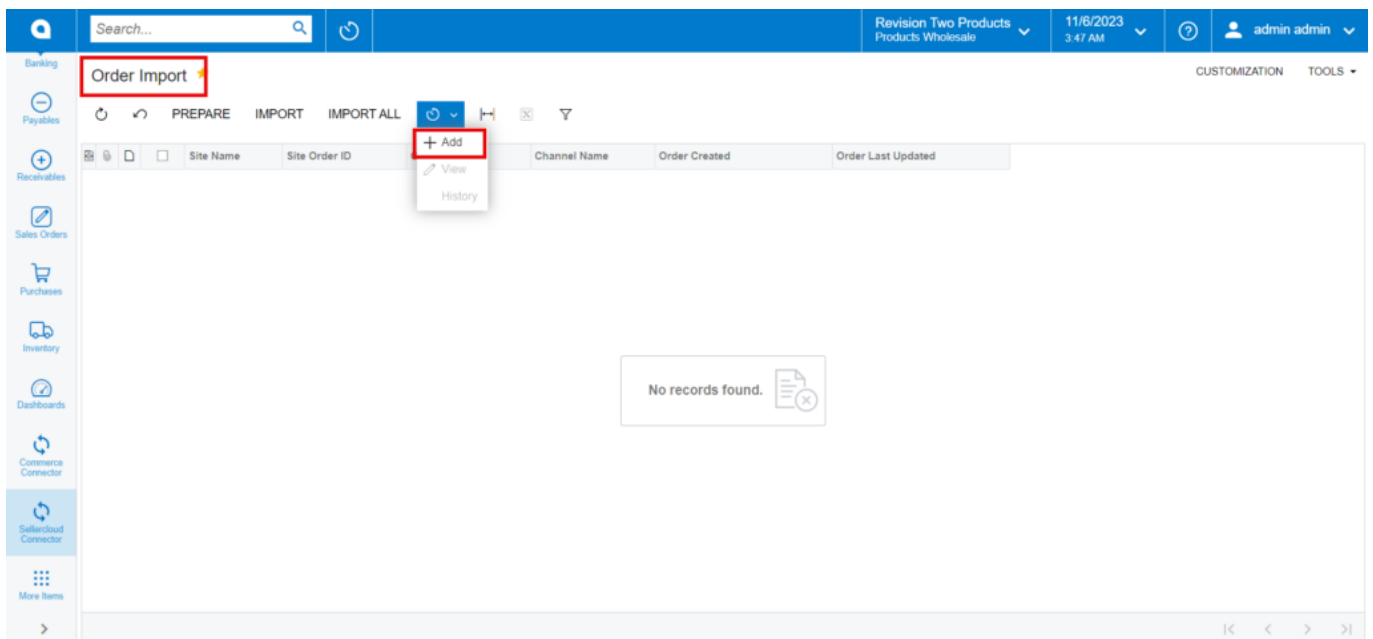 Search...
Revision Two Products
Products Wholesale
11/6/2023
3:47 AM
admin admin
Banking
Order Import
CUSTOMIZATION
TOOLS
Payables
PREPARE
IMPORT
IMPORT ALL
Add
Site Name
Site Order ID
Channel Name
Order Created
Order Last Updated
View
Receivables
History
Sales Orders
Purchases
Inventory
No records found.
Dashboards
Commerce
Connector
Sellercloud
Connector
More Items